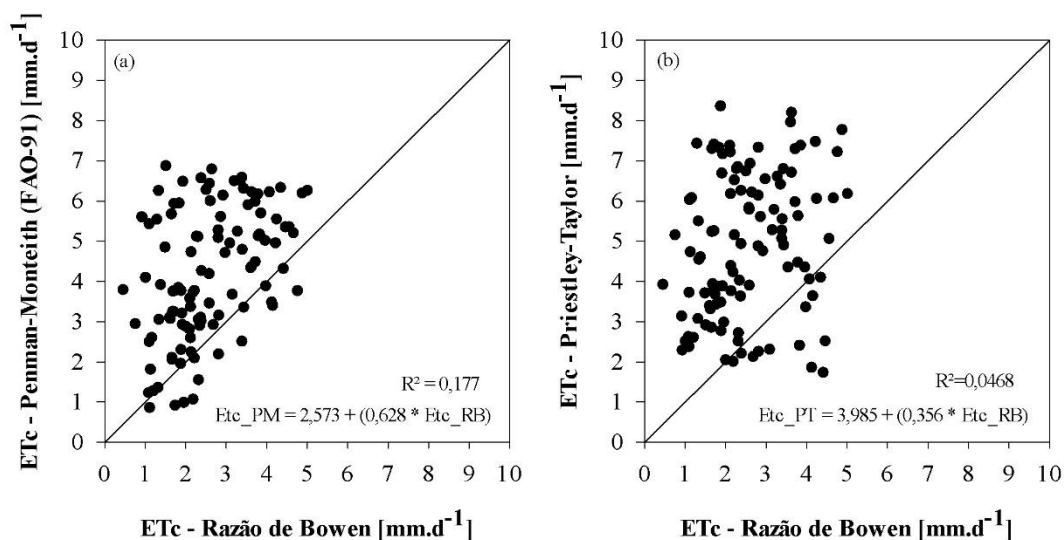 (a)
ETc - Penman-Monteith (FAO-91) [mm.d⁻¹]
10
9
8
7
6
5
4
3
2
1
0
R² = 0,177
Etc_PM = 2,573 + (0,628 * Etc_RB)
0 1 2 3 4 5 6 7 8 9 10
ETc - Razão de Bowen [mm.d⁻¹]
(b)
ETc - Priestley-Taylor [mm.d⁻¹]
10
9
8
7
6
5
4
3
2
1
0
R²=0,0468
Etc_PT = 3,985 + (0,356 * Etc_RB)
0 1 2 3 4 5 6 7 8 9 10
ETc - Razão de Bowen [mm.d⁻¹]